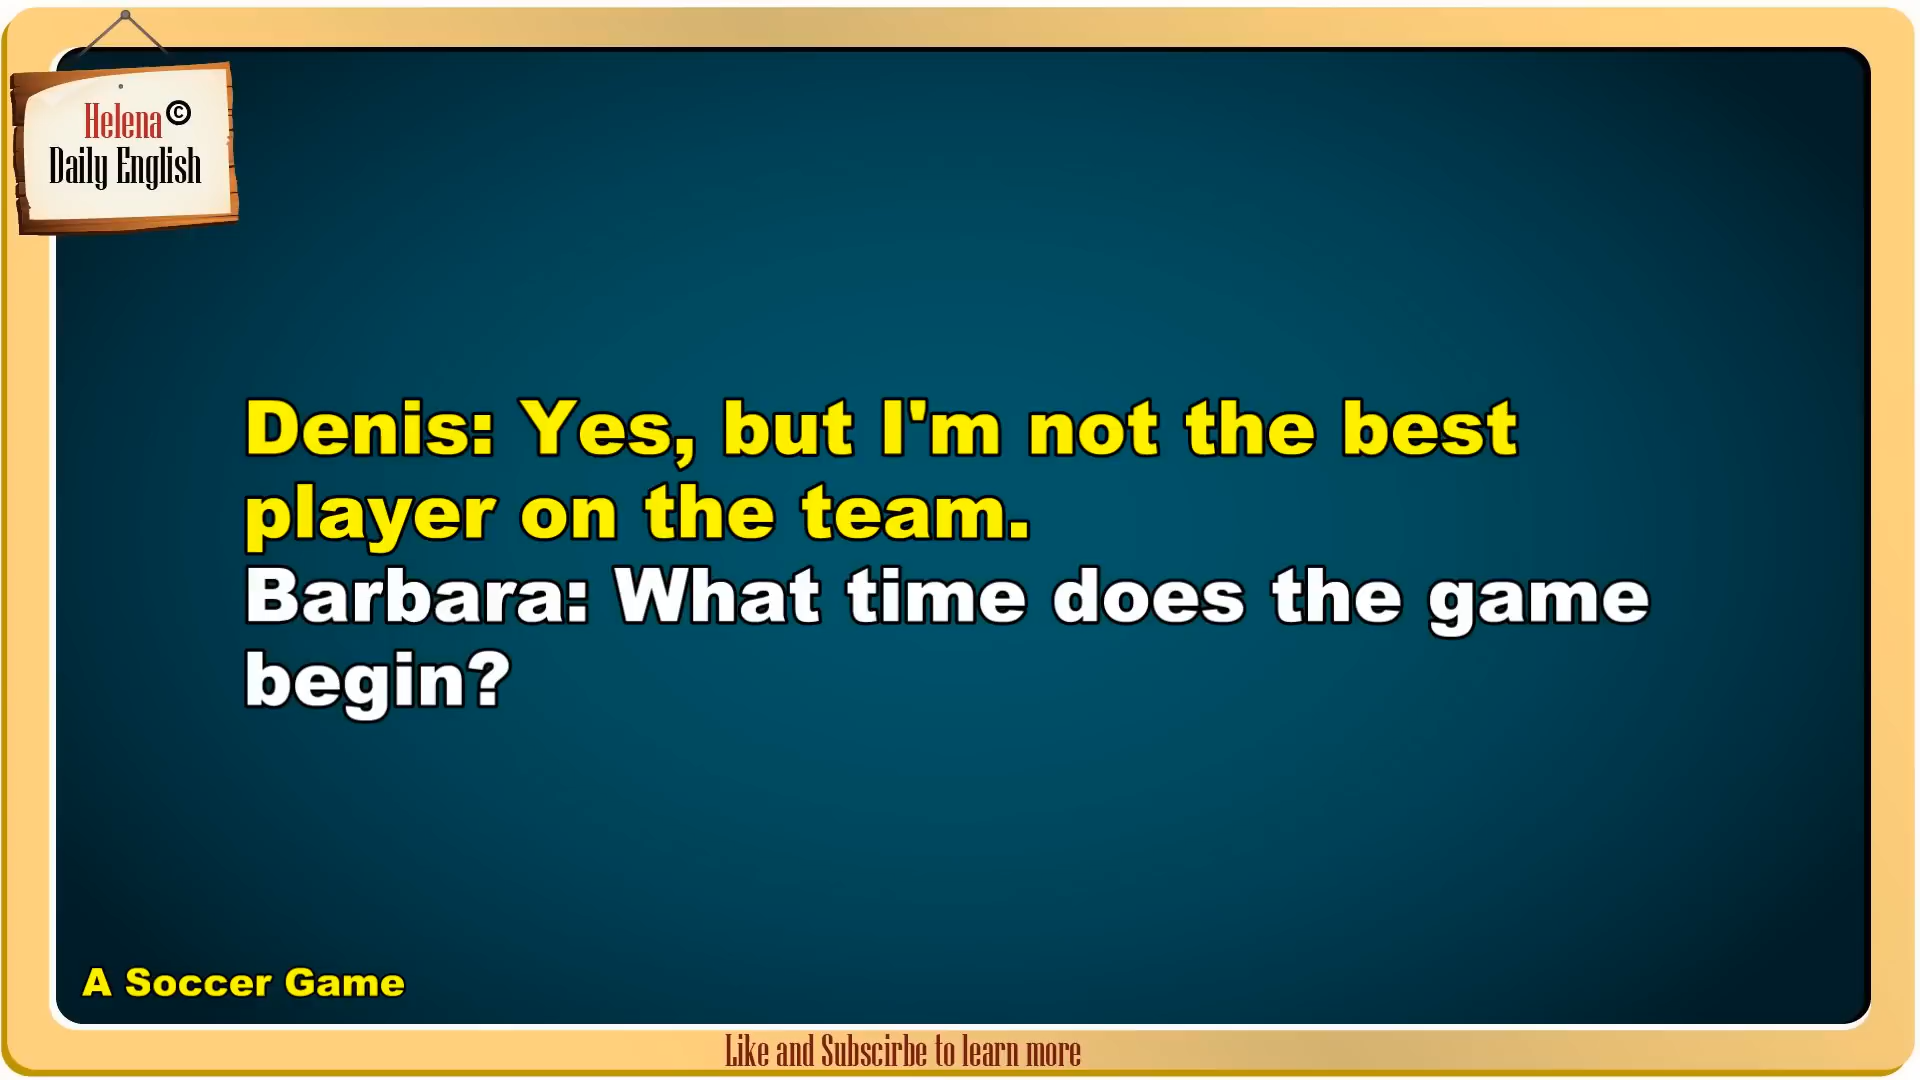 Helena©
Daily English
Denis: Yes, but I'm not the best
player on the team.
Barbara: What time does the game
begin?
A Soccer Game
Like and Subscirbe to learn more